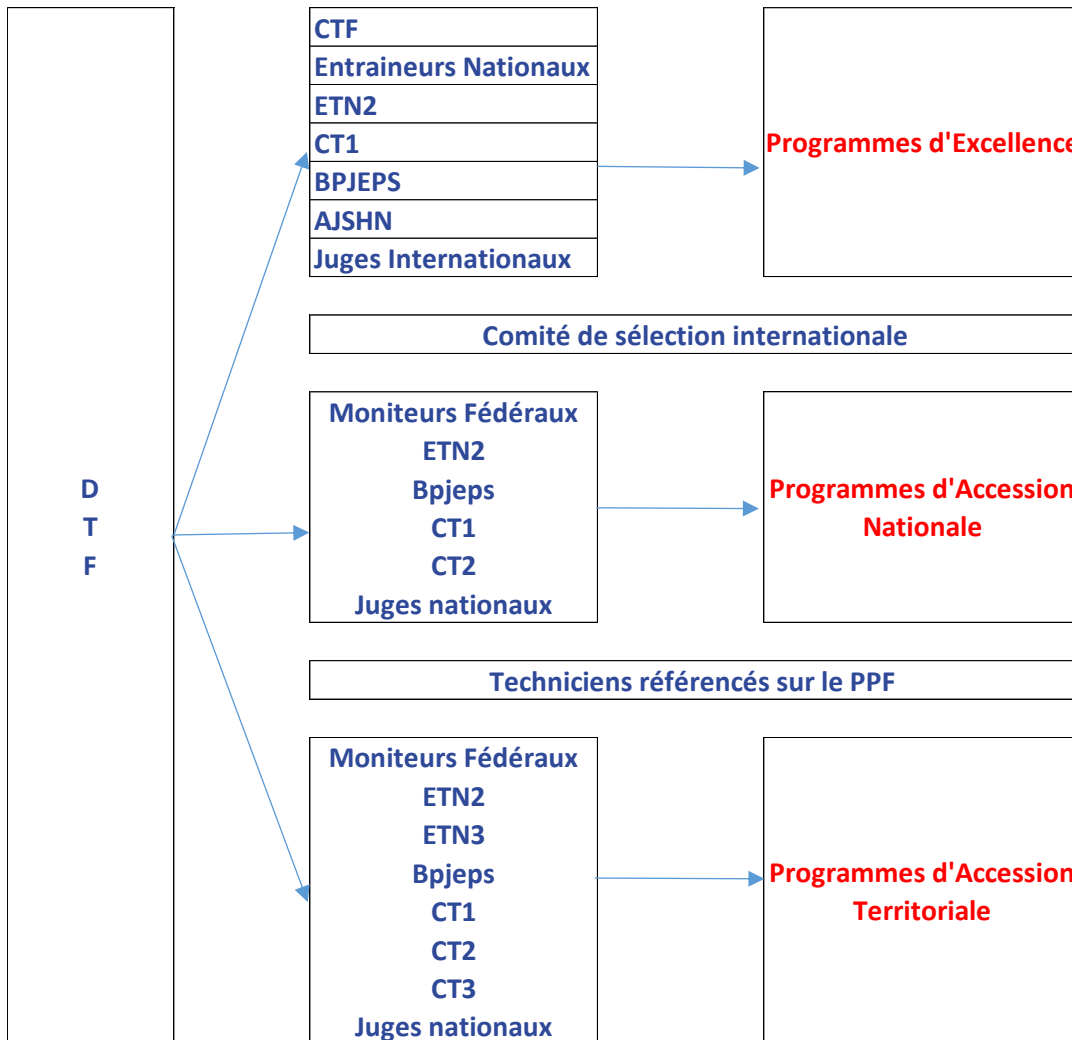 CTF
Entraineurs Nationaux
ETN2
CT1
BPJEPS
AJSHN
Juges Internationaux
Programmes d'Excellence
Comité de sélection internationale
D
T
F
Moniteurs Fédéraux
ETN2
Bpjeps
CT1
CT2
Juges nationaux
Programmes d'Accession
Nationale
Techniciens référencés sur le PPF
Moniteurs Fédéraux
ETN2
ETN3
Bpjeps
CT1
CT2
CT3
Juges nationaux
Programmes d'Accession
Territoriale